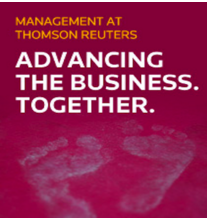 MANAGEMENT AT
THOMSON REUTERS
ADVANCING
THE BUSINESS.
TOGETHER.